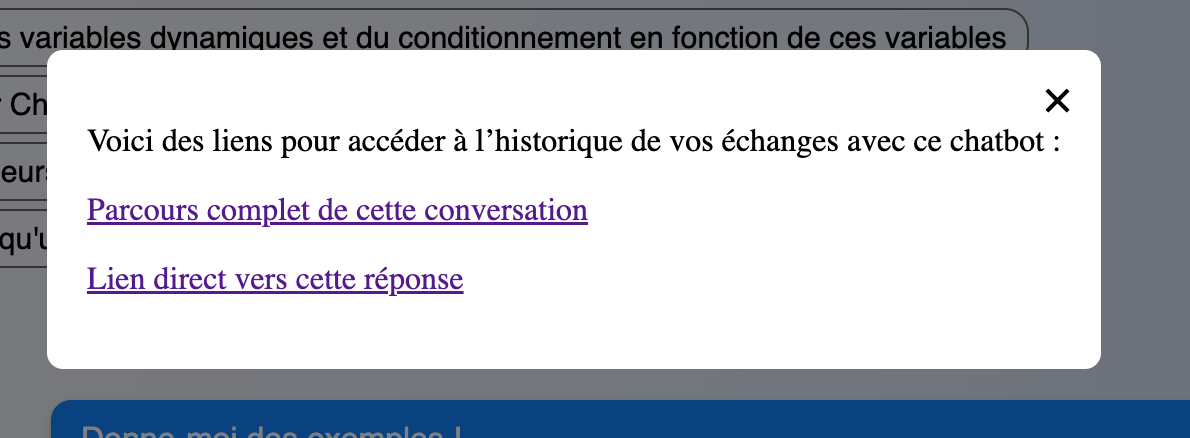 s variables dynamiques et du conditionnement en fonction de ces variables
Ch
Voici des liens pour accéder à l’historique de vos échanges avec ce chatbot :
eurs
Parcours complet de cette conversation
qu'u
Lien direct vers cette réponse
Donne-moi des exemples !